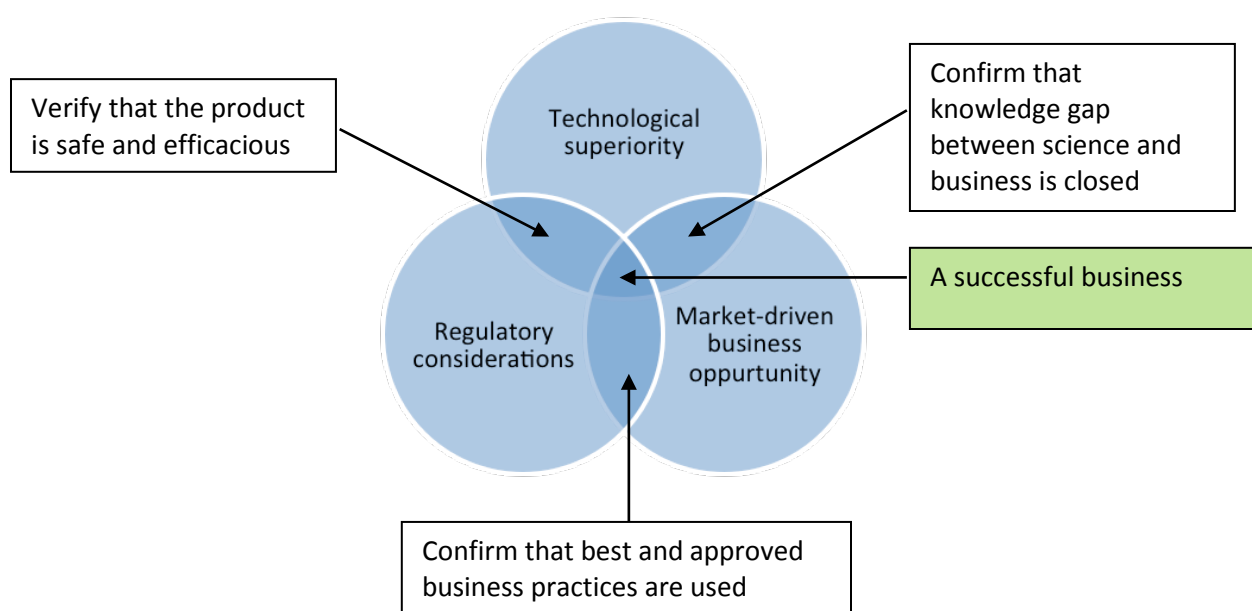 Verify that the product
is safe and efficacious
Technological
superiority
Confirm that
knowledge gap
between science and
business is closed
A successful business
Regulatory
considerations
Market-driven
business
oppurtunity
Confirm that best and approved
business practices are used